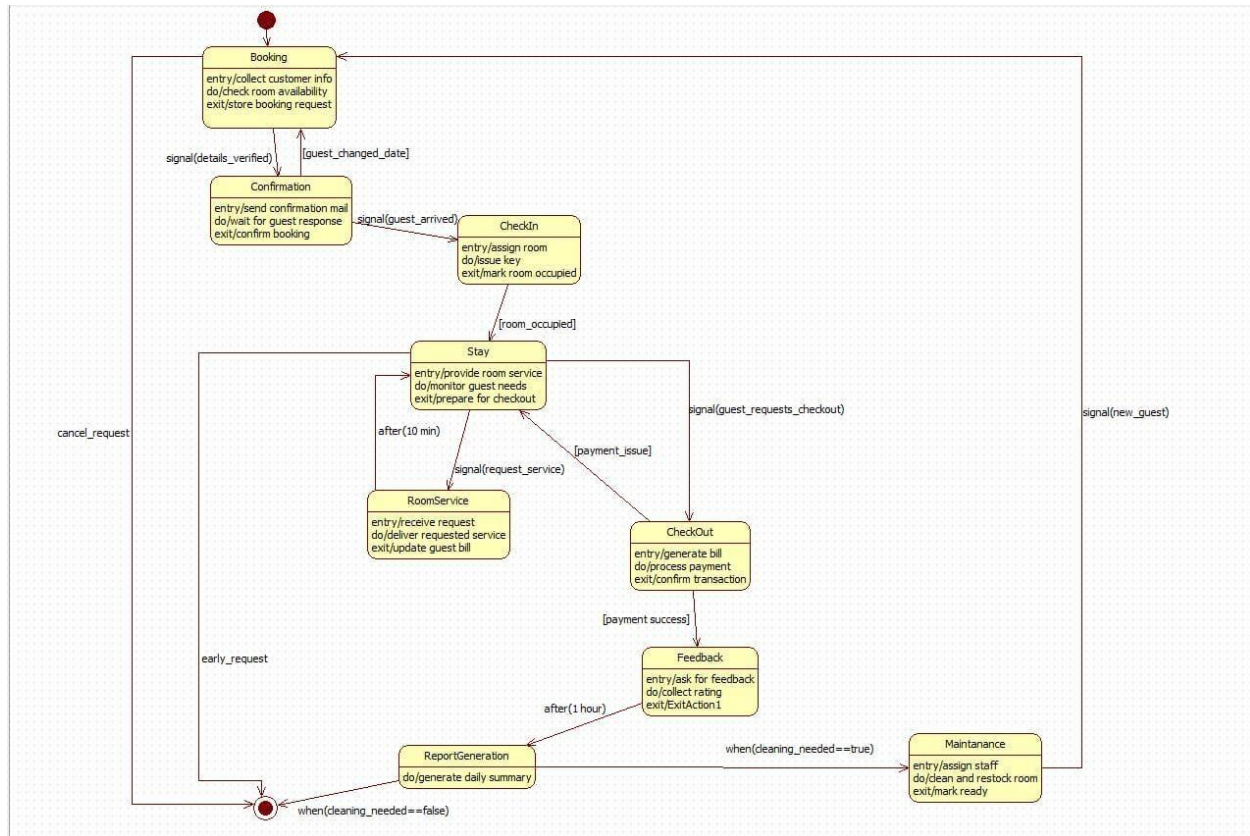 Booking
entry/collect customer info
do/check room availability
exit/store booking request
signal(details_verified)
[guest_changed_date]
Confirmation
entry/send confirmation mail
do/wait for guest response
exit/confirm booking
signal(guest_arrived)
CheckIn
entry/assign room
do/issue key
exit/mark room occupied
[room_occupied]
Stay
entry/provide room service
do/monitor guest needs
exit/prepare for checkout
signal(guest_requests_checkout)
signal(new_guest)
cancel_request
after(10 min)
[payment_issue]
signal(request_service)
RoomService
entry/receive request
do/deliver requested service
exit/update guest bill
CheckOut
entry/generate bill
do/process payment
exit/confirm transaction
[payment success]
early_request
Feedback
entry/ask for feedback
do/collect rating
exit/ExitAction1
after(1 hour)
ReportGeneration
do/generate daily summary
when(cleaning_needed==true)
Maintanance
entry/assign staff
do/clean and restock room
exit/mark ready
when(cleaning_needed==false)